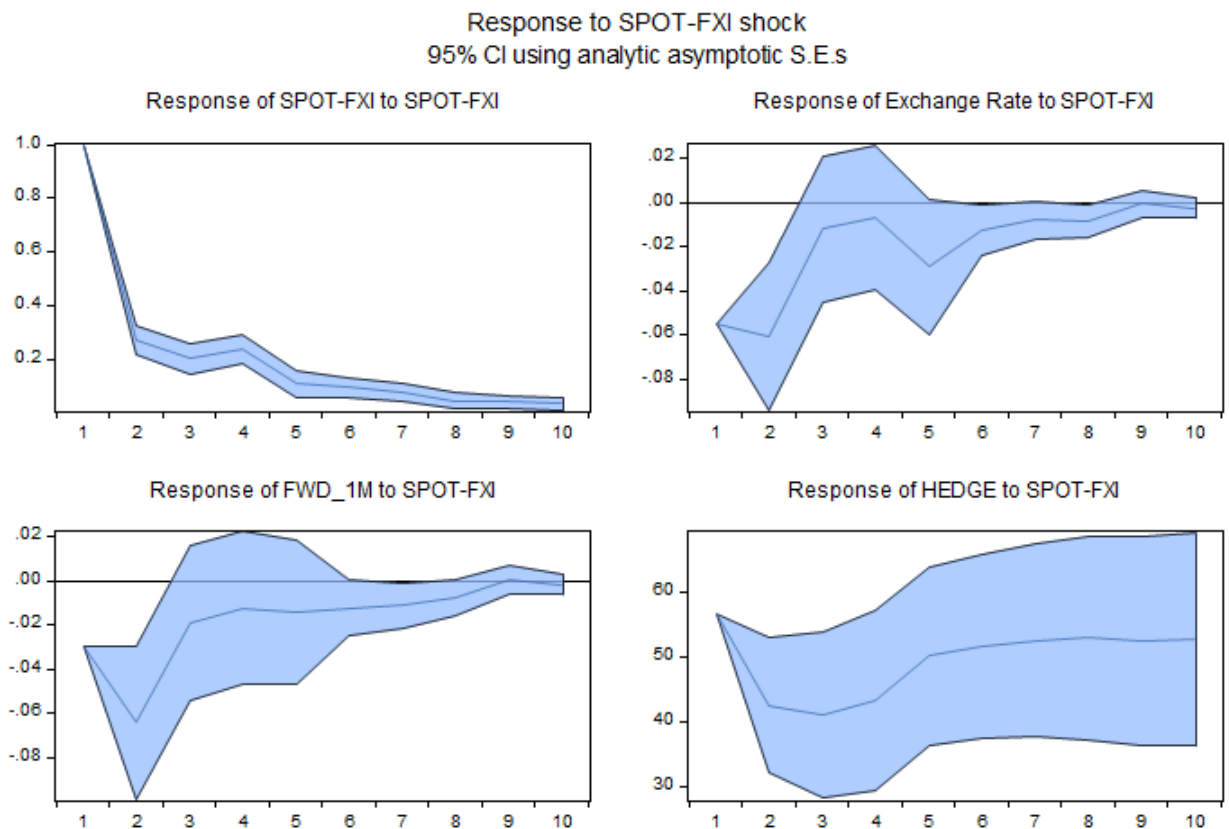 Response to SPOT-FXI shock
95% CI using analytic asymptotic S.E.s
Response of SPOT-FXI to SPOT-FXI
1.0
0.8
0.6
0.4
0.2
1 2 3 4 5 6 7 8 9 10
Response of Exchange Rate to SPOT-FXI
.02
.00
-.02
-.04
-.06
-.08
1 2 3 4 5 6 7 8 9 10
Response of FWD_1M to SPOT-FXI
.02
.00
-.02
-.04
-.06
-.08
1 2 3 4 5 6 7 8 9 10
Response of HEDGE to SPOT-FXI
60
50
40
30
1 2 3 4 5 6 7 8 9 10